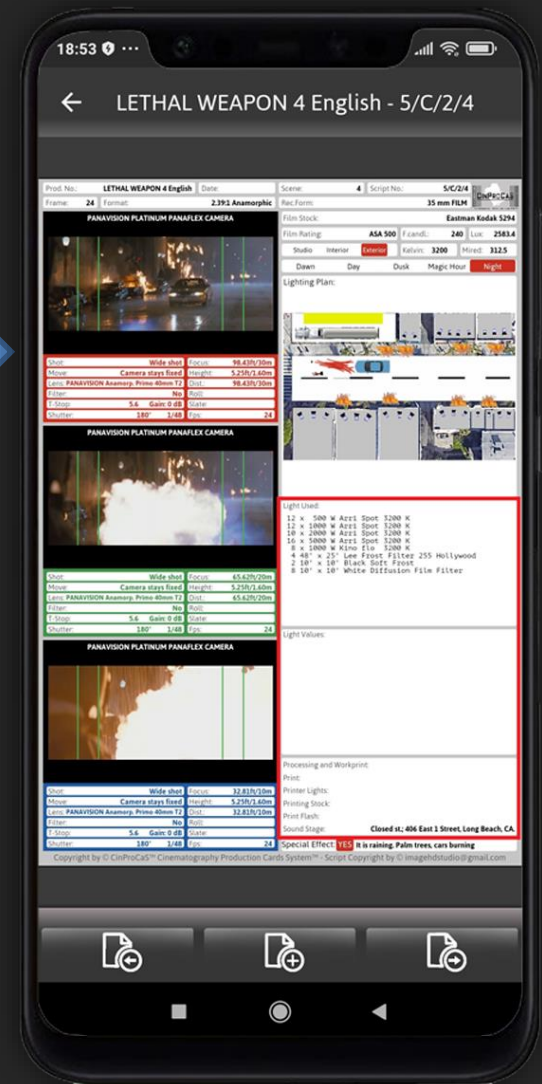 18:53 ...
LETHAL WEAPON 4 English - 5/C/2/4
Prod. No.: LETHAL WEAPON 4 English Date: Scene: 4 Script No.: 5/C/2/4
CINPROCAS
Frame: 24 Format: 2.39:1 Anamorphic Rec.Form: 35 mm FILM
PANAVISION PLATINUM PANAFLEX CAMERA
Film Stock: Eastman Kodak 5294
Film Rating: ASA 500 F.candl.: 240 Lux: 2583.4
Studio Interior Exterior Kelvin: 3200 Mired: 312.5
Dawn Day Dusk Magic Hour Night
Lighting Plan:
Shot: Wide shot Focus: 98.43ft/30m
Move: Camera stays fixed Height: 5.25ft/1.60m
Lens: PANAVISION Anamorp. Primo 40mm T2 Dist.: 98.43ft/30m
Filter: No Roll:
T-Stop: 5.6 Gain: 0 dB Slate:
Shutter: 180° 1/48 Fps: 24
PANAVISION PLATINUM PANAFLEX CAMERA
Shot: Wide shot Focus: 65.62ft/20m
Move: Camera stays fixed Height: 5.25ft/1.60m
Lens: PANAVISION Anamorp. Primo 40mm T2 Dist.: 65.62ft/20m
Filter: No Roll:
T-Stop: 5.6 Gain: 0 dB Slate:
Shutter: 180° 1/48 Fps: 24
PANAVISION PLATINUM PANAFLEX CAMERA
Shot: Wide shot Focus: 32.81ft/10m
Move: Camera stays fixed Height: 5.25ft/1.60m
Lens: PANAVISION Anamorp. Primo 40mm T2 Dist.: 32.81ft/10m
Filter: No Roll:
T-Stop: 5.6 Gain: 0 dB Slate:
Shutter: 180° 1/48 Fps: 24
Light Used:
12 x 500 W Arri Spot 3200 K
12 x 1000 W Arri Spot 3200 K
10 x 2000 W Arri Spot 3200 K
16 x 5000 W Arri Spot 3200 K
8 x 1000 W Kino flo 3200 K
4 48" x 25' Lee Frost Filter 255 Hollywood
2 10' x 10' Black Soft Frost
8 10' x 10' White Diffusion Film Filter
Light Values:
Processing and Workprint:
Print:
Printer Lights:
Printing Stock:
Print Flash:
Sound Stage: Closed st.; 406 East 1 Street, Long Beach, CA.
Special Effect: YES It is raining. Palm trees, cars burning
Copyright by © CinProCaS™ Cinematography Production Cards System™ - Script Copyright by © imagehdstudio@gmail.com